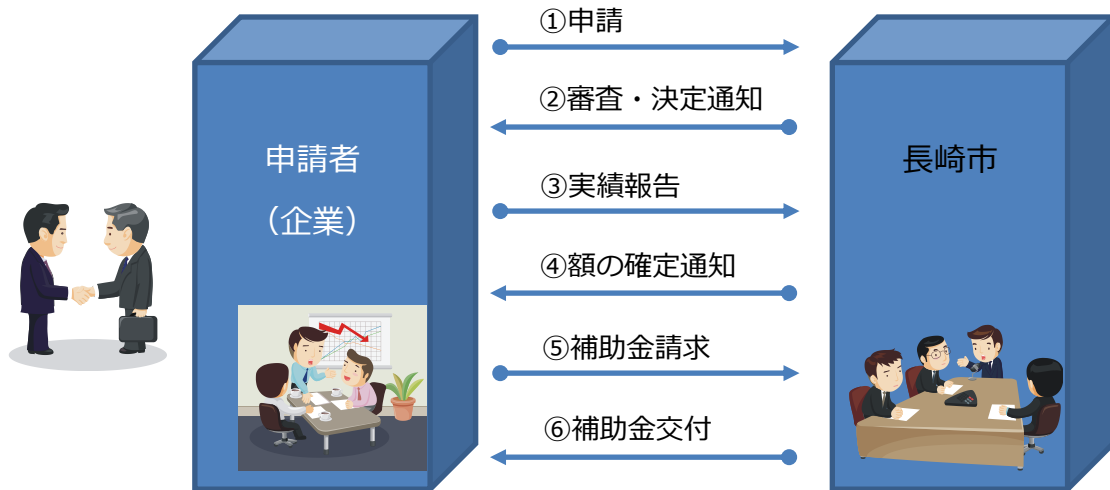 ①申請
②審査・決定通知
申請者
（企業）
長崎市
③実績報告
④額の確定通知
⑤補助金請求
⑥補助金交付